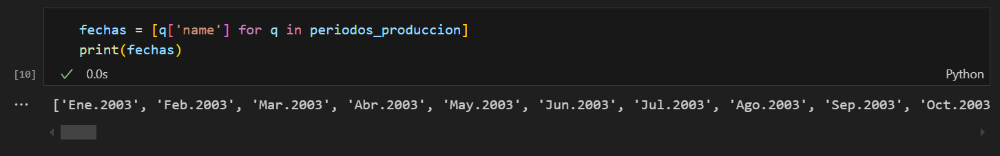 fechas = [q['name'] for q in periodos_produccion]
print(fechas)
[10] 0.0s Python
... ['Ene.2003', 'Feb.2003', 'Mar.2003', 'Abr.2003', 'May.2003', 'Jun.2003', 'Jul.2003', 'Ago.2003', 'Sep.2003', 'Oct.2003